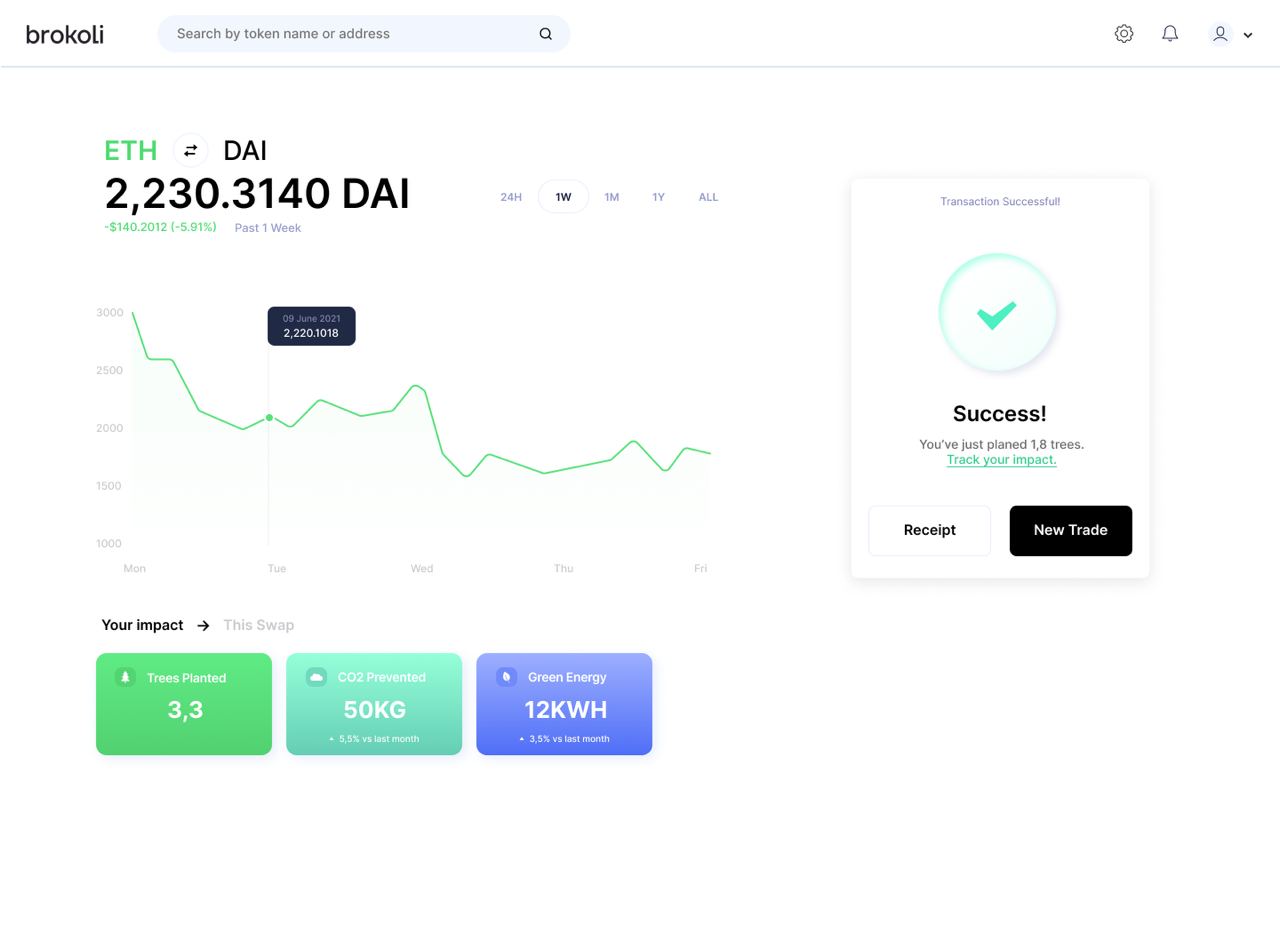 brokoli
Search by token name or address
ETH DAI
2,230.3140 DAI
-$140.2012 (-5.91%) Past 1 Week
24H 1W 1M 1Y ALL
3000
2500
2000
1500
1000
09 June 2021
2,220.1018
Mon Tue Wed Thu Fri
Your impact → This Swap
Trees Planted
3,3
CO2 Prevented
50KG
5,5% vs last month
Green Energy
12KWH
3,5% vs last month
Transaction Successful!
Success!
You've just planed 1,8 trees.
Track your impact.
Receipt
New Trade